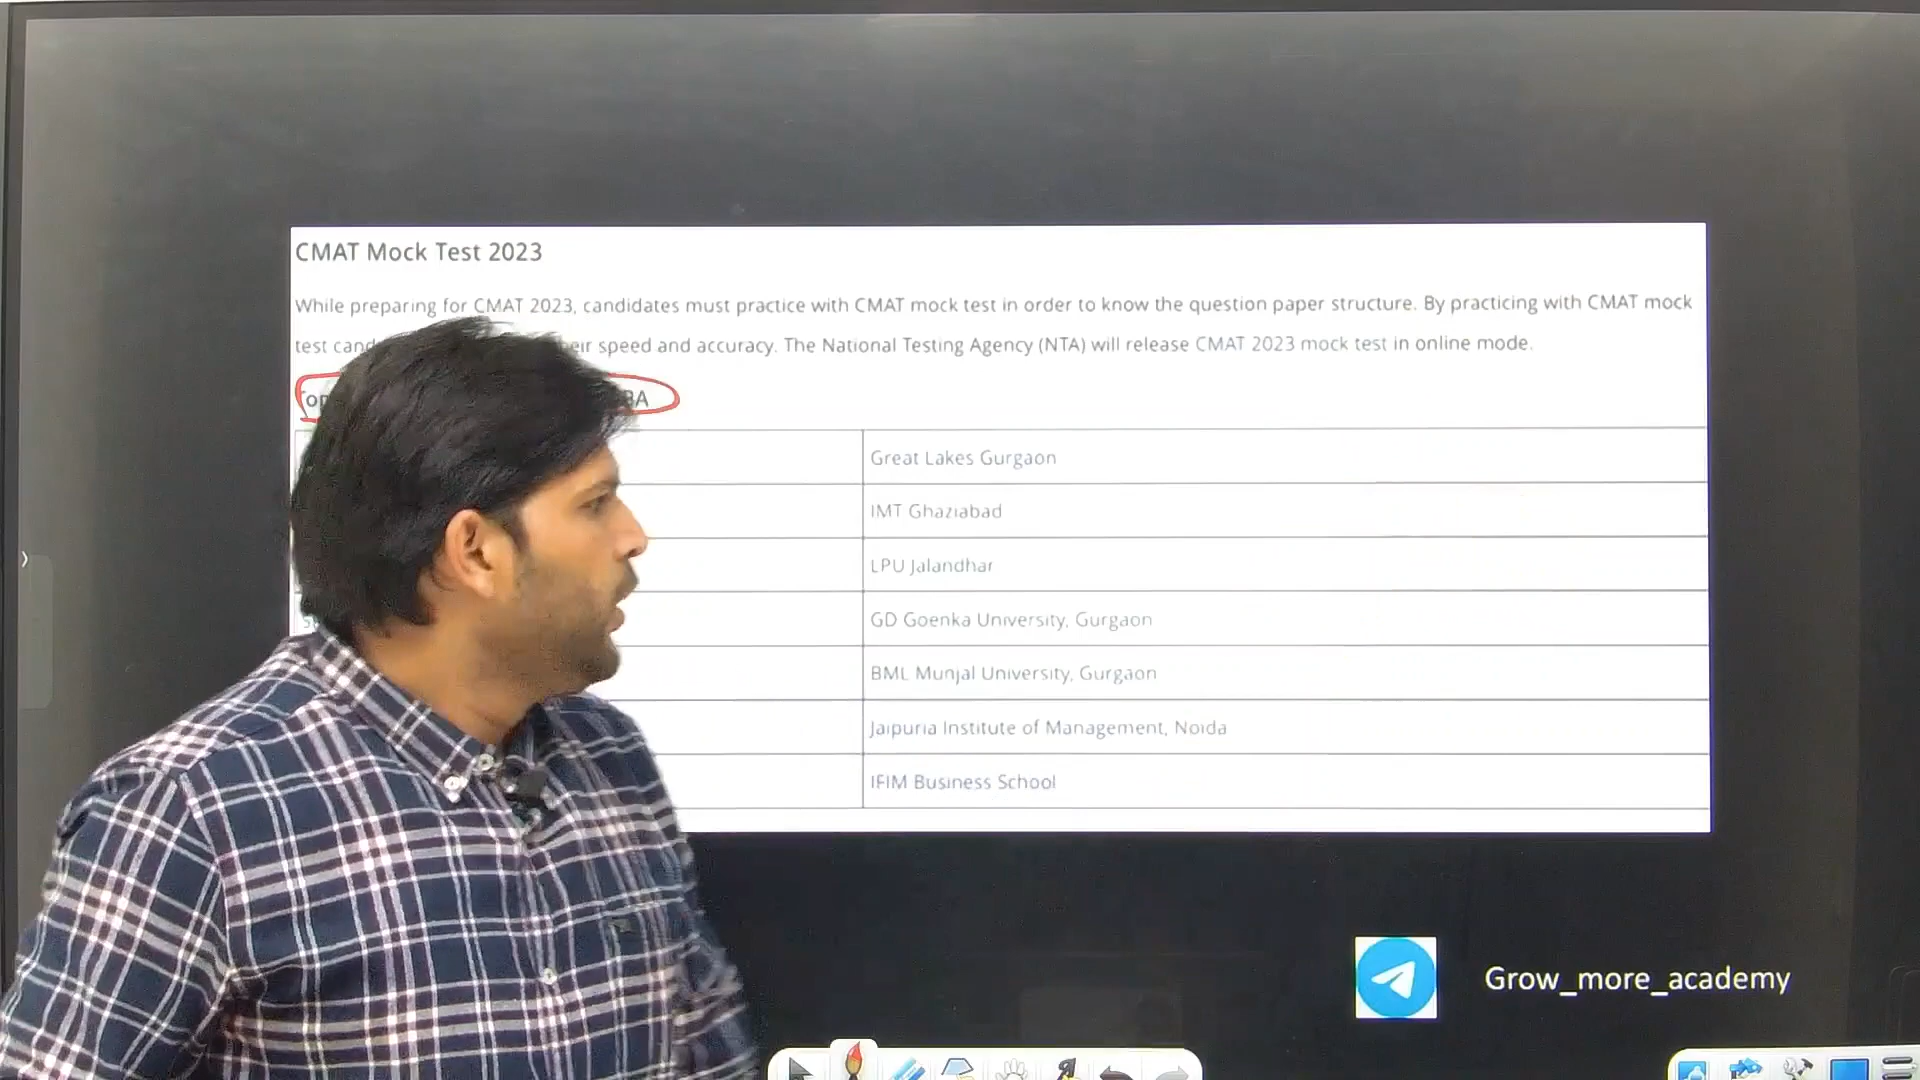 CMAT Mock Test 2023
While preparing for CMAT 2023, candidates must practice with CMAT mock test in order to know the question paper structure. By practicing with CMAT mock
test speed and accuracy. The National Testing Agency (NTA) will release CMAT 2023 mock test in online mode.
Great Lakes Gurgaon
IMT Ghaziabad
LPU Jalandhar
GD Goenka University, Gurgaon
BML Munjal University, Gurgaon
Jaipuria Institute of Management, Noida
IFIM Business School
Grow_more_academy